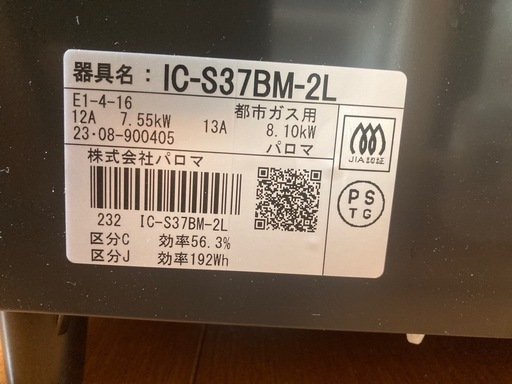 器具名： IC-S37BM-2L
E1-4-16 都市ガス用
12A 7.55kW 13A 8.10kW
23・08-900405 パロマ
株式会社パロマ
232 IC-S37BM-2L
区分C 効率56.3%
区分J 効率192Wh
JIA認証
PS
TG